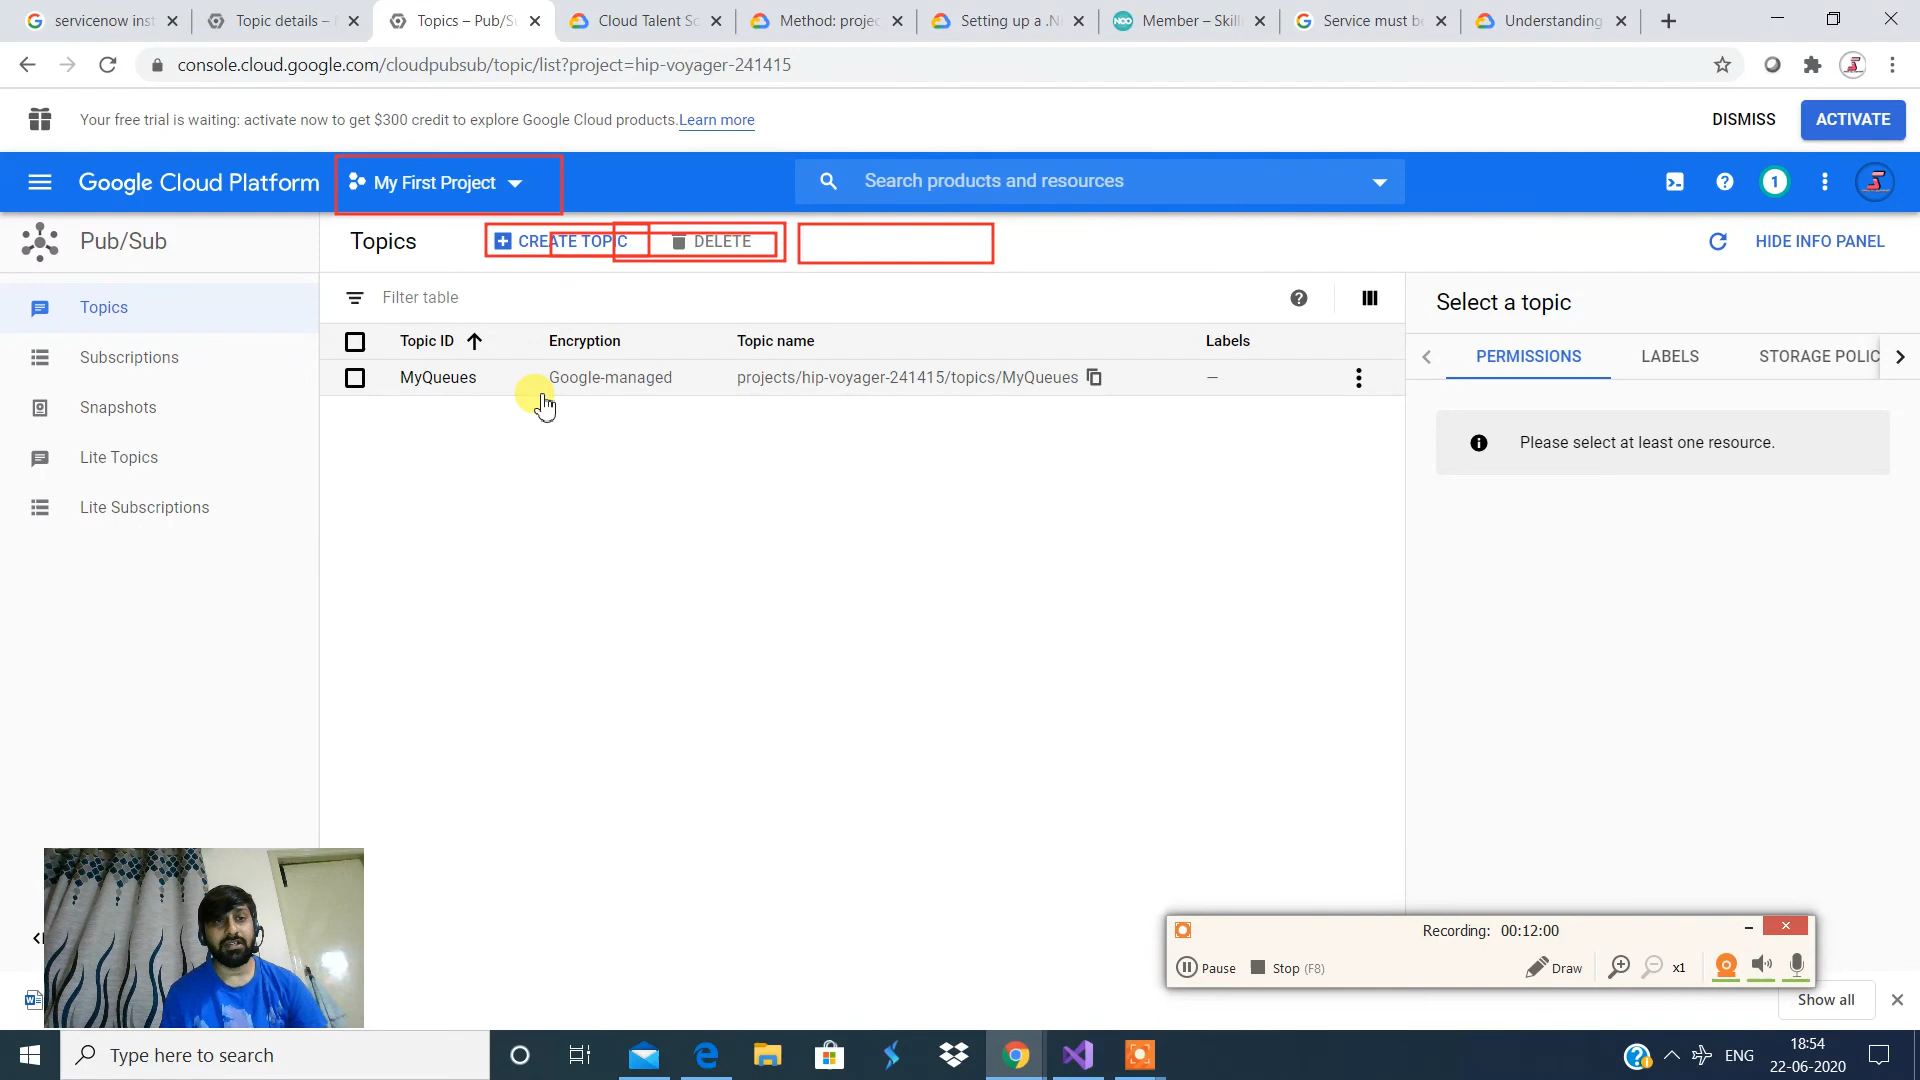 servicenow inst
Topic details –
Topics – Pub/S
Cloud Talent So
Method: projec
Setting up a .N
Member – Skill
Service must be
Understanding
console.cloud.google.com/cloudpubsub/topic/list?project=hip-voyager-241415
Your free trial is waiting: activate now to get $300 credit to explore Google Cloud products. Learn more
DISMISS
ACTIVATE
Google Cloud Platform
My First Project
Search products and resources
1
Pub/Sub
Topics
CREATE TOPIC
DELETE
HIDE INFO PANEL
Topics
Subscriptions
Snapshots
Lite Topics
Lite Subscriptions
Filter table
Topic ID
Encryption
Topic name
Labels
MyQueues
Google-managed
projects/hip-voyager-241415/topics/MyQueues
–
Select a topic
PERMISSIONS
LABELS
STORAGE POLIC
Please select at least one resource.
Recording: 00:12:00
Pause
Stop (F8)
Draw
x1
Show all
Type here to search
ENG
18:54
22-06-2020